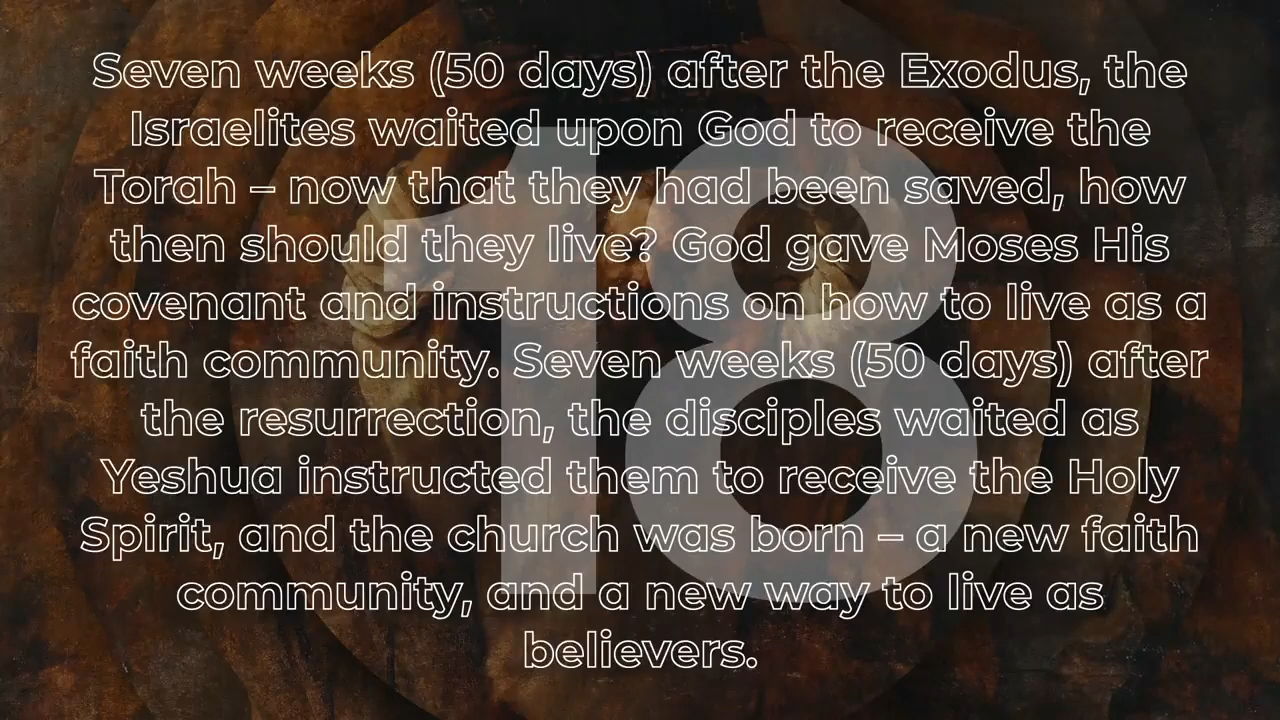 Seven weeks (50 days) after the Exodus, the
Israelites waited upon God to receive the
Torah – now that they had been saved, how
then should they live? God gave Moses His
covenant and instructions on how to live as a
faith community. Seven weeks (50 days) after
the resurrection, the disciples waited as
Yeshua instructed them to receive the Holy
Spirit, and the church was born – a new faith
community, and a new way to live as
believers.
18